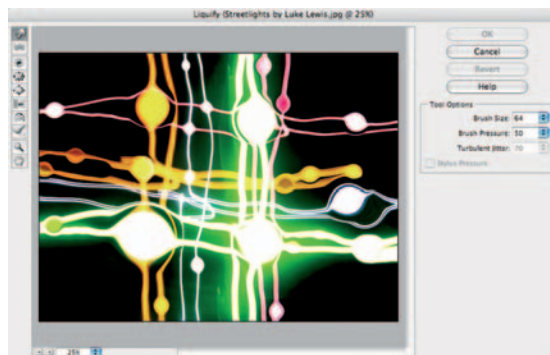 Liquify (Streetlights by Luke Lewis.jpg @ 25%)
OK
Cancel
Revert
Help
Tool Options
Brush Size: 64
Brush Pressure: 50
Turbulent Jitter: 70
Stylus Pressure
25%